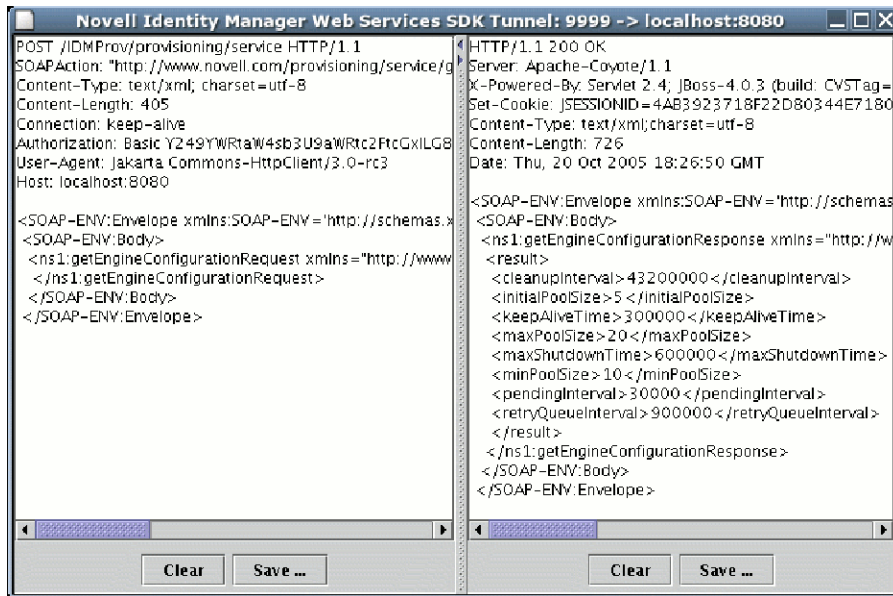 Novell Identity Manager Web Services SDK Tunnel: 9999 -> localhost:8080
POST /IDMProv/provisioning/service HTTP/1.1
SOAPAction: "http://www.novell.com/provisioning/service/g
Content-Type: text/xml; charset=utf-8
Content-Length: 405
Connection: keep-alive
Authorization: Basic
User-Agent: Jakarta Commons-HttpClient/3.0-rc3
Host: localhost:8080
<SOAP-ENV:Envelope xmlns:SOAP-ENV='http://schemas.x
<SOAP-ENV:Body>
<ns1:getEngineConfigurationRequest xmlns="http://www
</ns1:getEngineConfigurationRequest>
</SOAP-ENV:Body>
</SOAP-ENV:Envelope>
Clear
Save ...
HTTP/1.1 200 OK
Server: Apache-Coyote/1.1
X-Powered-By: Servlet 2.4; JBoss-4.0.3 (build: CVSTag=
Set-Cookie: JSESSIONID=4AB3923718F22D80344E7180
Content-Type: text/xml;charset=utf-8
Content-Length: 726
Date: Thu, 20 Oct 2005 18:26:50 GMT
<SOAP-ENV:Envelope xmlns:SOAP-ENV='http://schemas
<SOAP-ENV:Body>
<ns1:getEngineConfigurationResponse xmlns="http://w
<result>
<cleanupInterval>43200000</cleanupInterval>
<initialPoolSize>5</initialPoolSize>
<keepAliveTime>300000</keepAliveTime>
<maxPoolSize>20</maxPoolSize>
<maxShutdownTime>600000</maxShutdownTime>
<minPoolSize>10</minPoolSize>
<pendingInterval>30000</pendingInterval>
<retryQueueInterval>900000</retryQueueInterval>
</result>
</ns1:getEngineConfigurationResponse>
</SOAP-ENV:Body>
</SOAP-ENV:Envelope>
Clear
Save ...